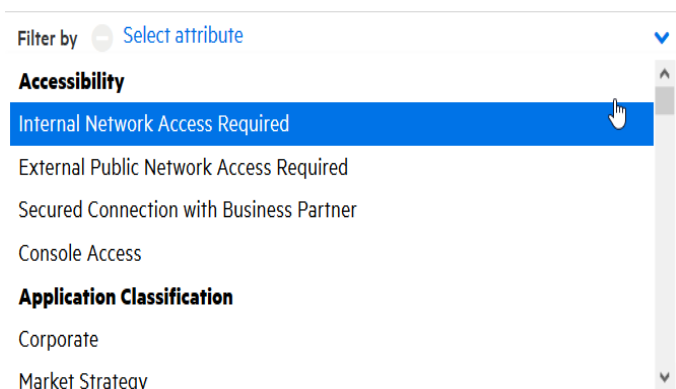 Filter by Select attribute
Accessibility
Internal Network Access Required
External Public Network Access Required
Secured Connection with Business Partner
Console Access
Application Classification
Corporate
Market Strategy